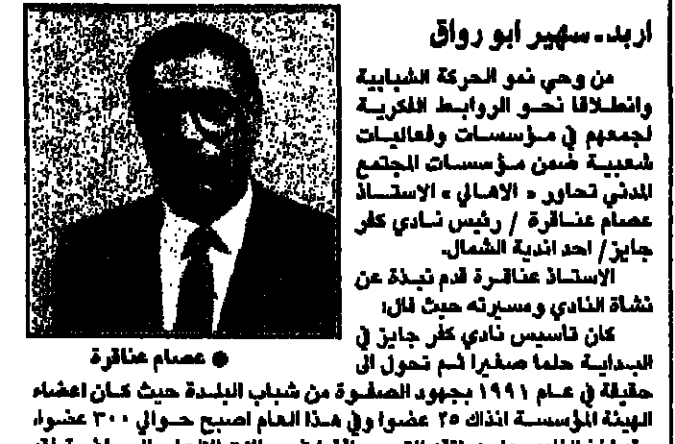 اربد ـ سهير ابو رواق
من وحي نمو الحركة الشبابية
وانطلاقا نحو الروابط الفكرية
لجمعهم في مؤسسات وفعاليات
شعبية ضمن مؤسسات المجتمع
المدني تحاور « الاهالي » الاستاذ
عصام عناقرة / رئيس نادي كفر
جايز / احد اندية الشمال.
الاستاذ عناقرة قدم نبذة عن
نشاة النادي ومسيرته حيث قال:
كان تاسيس نادي كفر جايز في
البداية حلما صغيرا ثم تحول الى
● عصام عناقرة
حقيقة في عام ١٩٩١ بجهود الصفوة من شباب البلدة حيث كان اعضاء
الهيئة المؤسسة انذاك ٢٥ عضوا وفي هذا العام اصبح حوالي ٣٠٠ عضوا،